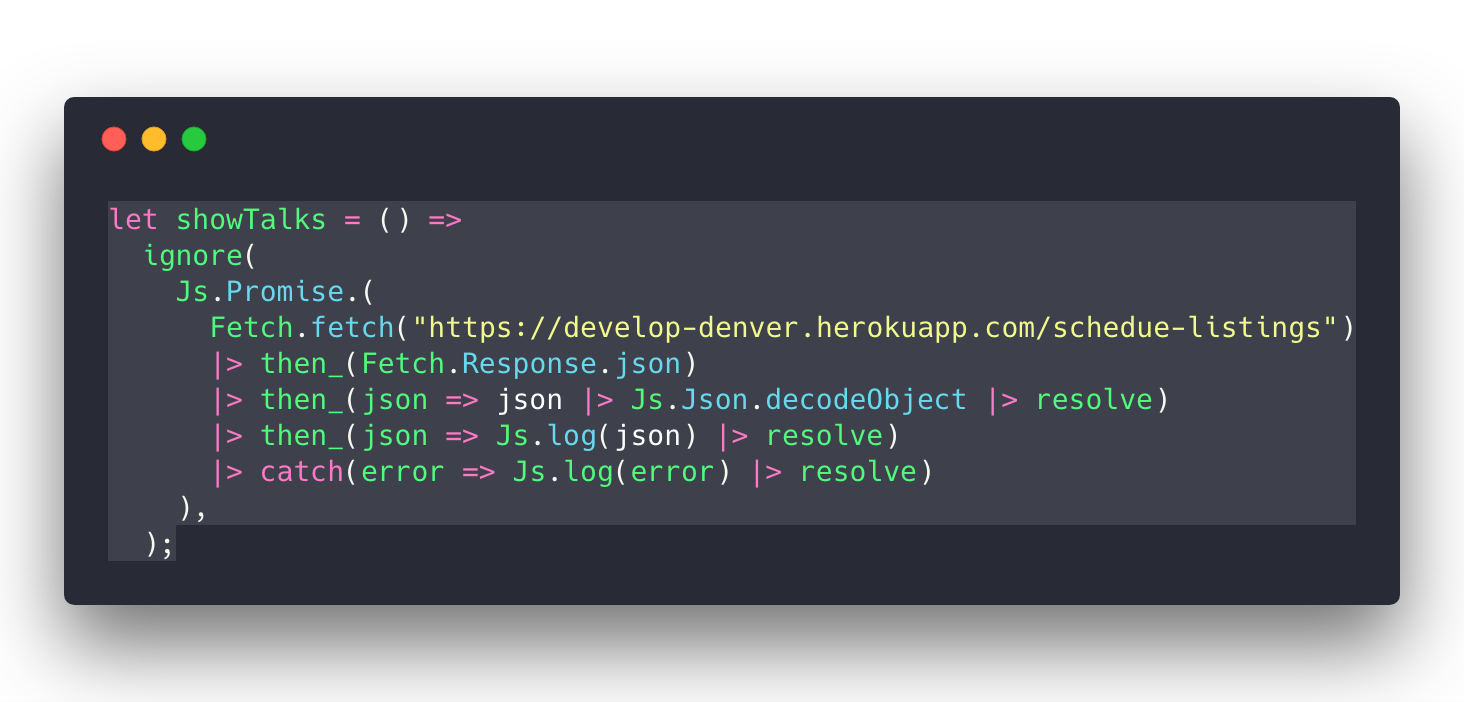 let showTalks = () =>
  ignore(
    Js.Promise.(
      Fetch.fetch("https://develop-denver.herokuapp.com/schedue-listings")
      |> then_(Fetch.Response.json)
      |> then_(json => json |> Js.Json.decodeObject |> resolve)
      |> then_(json => Js.log(json) |> resolve)
      |> catch(error => Js.log(error) |> resolve)
    ),
  );